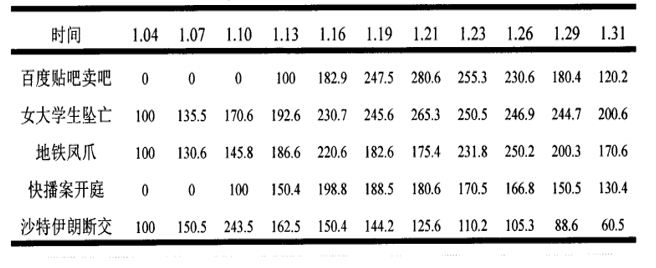 时间 1.04 1.07 1.10 1.13 1.16 1.19 1.21 1.23 1.26 1.29 1.31
百度贴吧卖吧 0 0 0 100 182.9 247.5 280.6 255.3 230.6 180.4 120.2
女大学生坠亡 100 135.5 170.6 192.6 230.7 245.6 265.3 250.5 246.9 244.7 200.6
地铁凤爪 100 130.6 145.8 186.6 220.6 182.6 175.4 231.8 250.2 200.3 170.6
快播案开庭 0 0 100 150.4 198.8 188.5 180.6 170.5 166.8 150.5 130.4
沙特伊朗断交 100 150.5 243.5 162.5 150.4 144.2 125.6 110.2 105.3 88.6 60.5